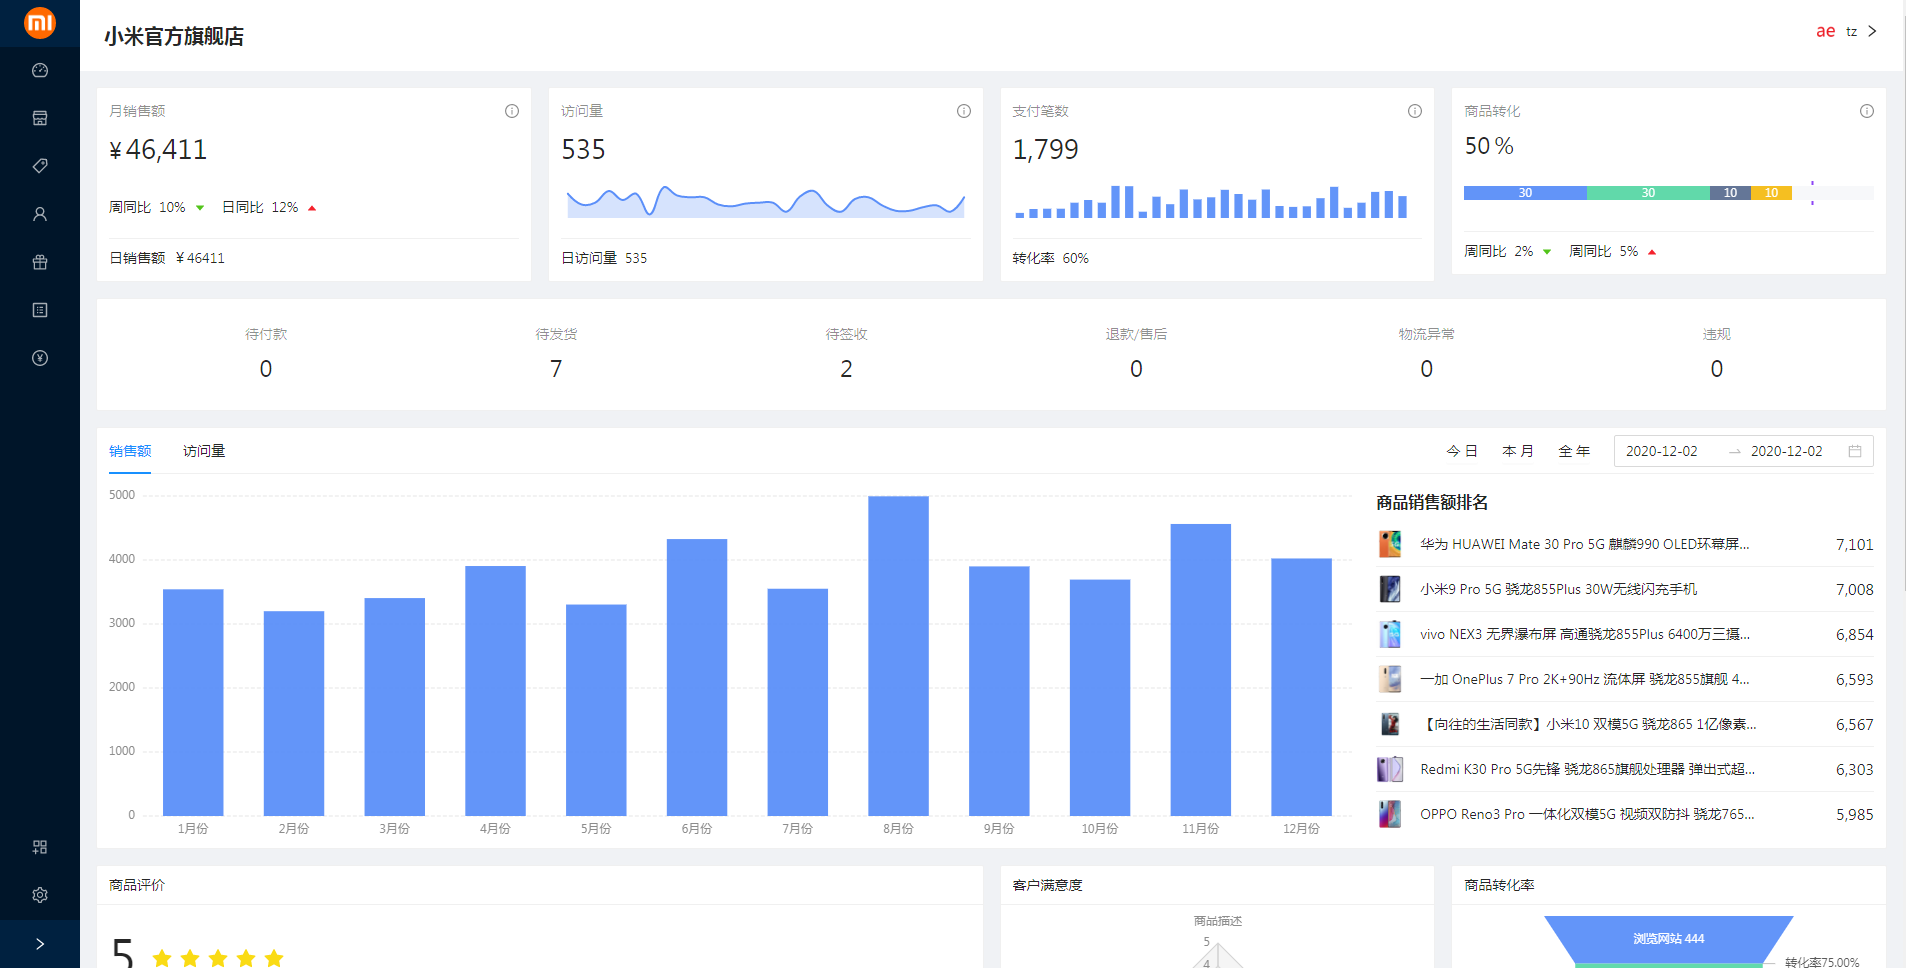 小米官方旗舰店
ae tz
月销售额
¥ 46,411
周同比 10% 日同比 12%
日销售额 ¥ 46411
访问量
535
日访问量 535
支付笔数
1,799
转化率 60%
商品转化
50 %
30 30 10 10
周同比 2% 周同比 5%
待付款 待发货 待签收 退款/售后 物流异常 违规
0 7 2 0 0 0
销售额 访问量
今日 本月 全年 2020-12-02 2020-12-02
5000
4000
3000
2000
1000
0
1月份 2月份 3月份 4月份 5月份 6月份 7月份 8月份 9月份 10月份 11月份 12月份
商品销售额排名
华为 HUAWEI Mate 30 Pro 5G 麒麟990 OLED环幕屏... 7,101
小米9 Pro 5G 骁龙855Plus 30W无线闪充手机 7,008
vivo NEX3 无界瀑布屏 高通骁龙855Plus 6400万三摄... 6,854
一加 OnePlus 7 Pro 2K+90Hz 流体屏 骁龙855旗舰 4... 6,593
【向往的生活同款】小米10 双模5G 骁龙865 1亿像素... 6,567
Redmi K30 Pro 5G先锋 骁龙865旗舰处理器 弹出式超... 6,303
OPPO Reno3 Pro 一体化双模5G 视频双防抖 骁龙765... 5,985
商品评价
5
客户满意度
商品描述
5
4
商品转化率
浏览网站 444
转化率75.00%